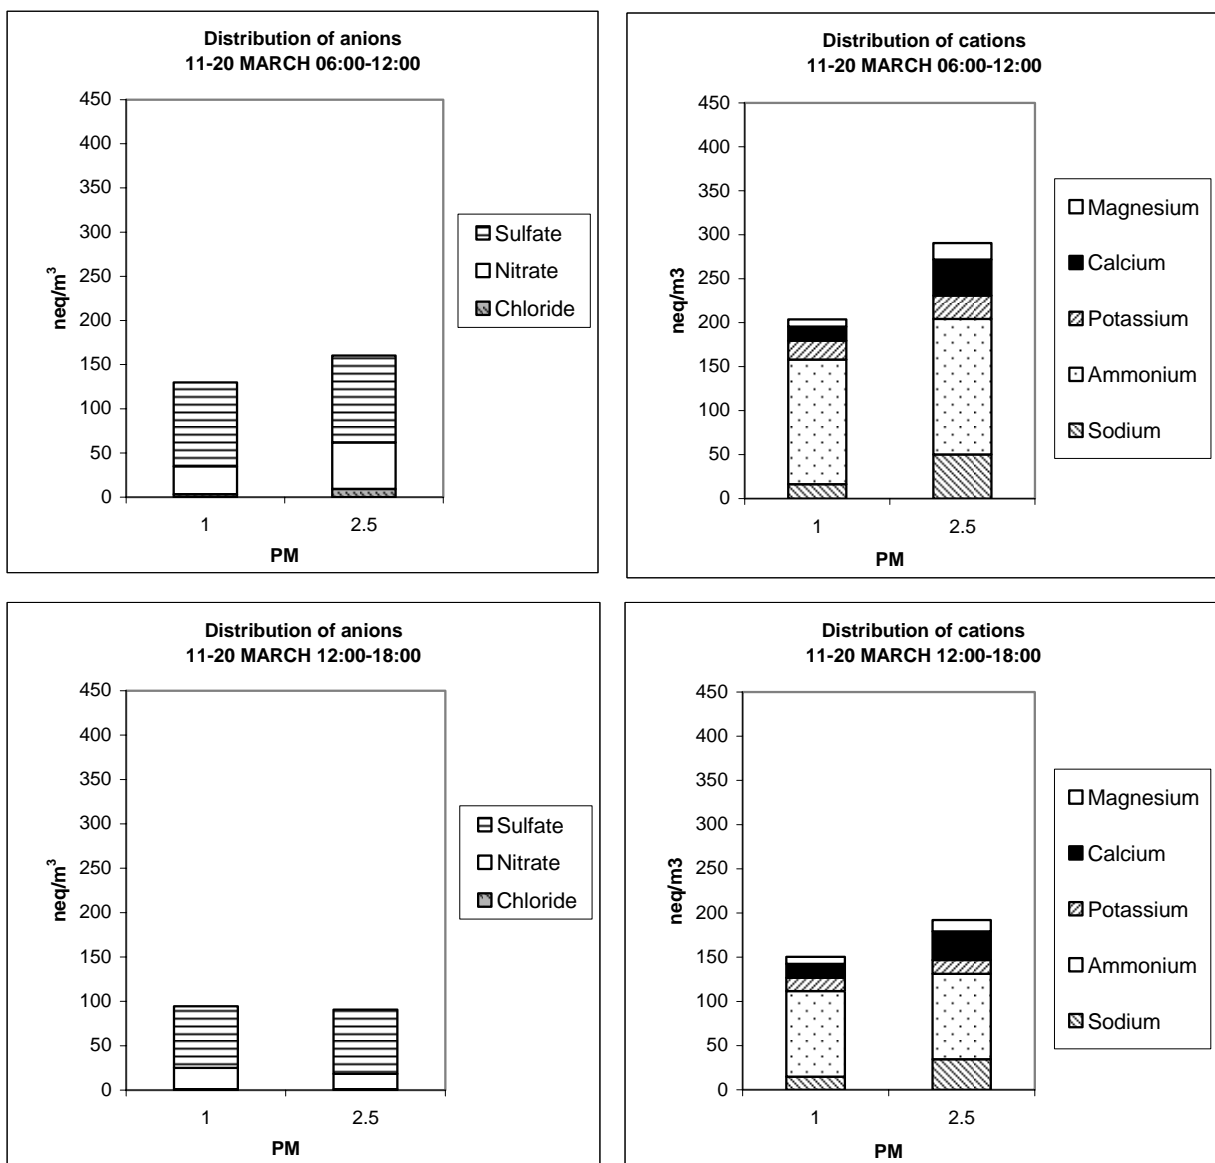 Distribution of anions
11-20 MARCH 06:00-12:00
450
400
350
300
250
200
150
100
50
0
neq/m³
1
2.5
PM
Sulfate
Nitrate
Chloride
Distribution of cations
11-20 MARCH 06:00-12:00
450
400
350
300
250
200
150
100
50
0
neq/m3
1
2.5
PM
Magnesium
Calcium
Potassium
Ammonium
Sodium
Distribution of anions
11-20 MARCH 12:00-18:00
450
400
350
300
250
200
150
100
50
0
neq/m³
1
2.5
PM
Sulfate
Nitrate
Chloride
Distribution of cations
11-20 MARCH 12:00-18:00
450
400
350
300
250
200
150
100
50
0
neq/m3
1
2.5
PM
Magnesium
Calcium
Potassium
Ammonium
Sodium